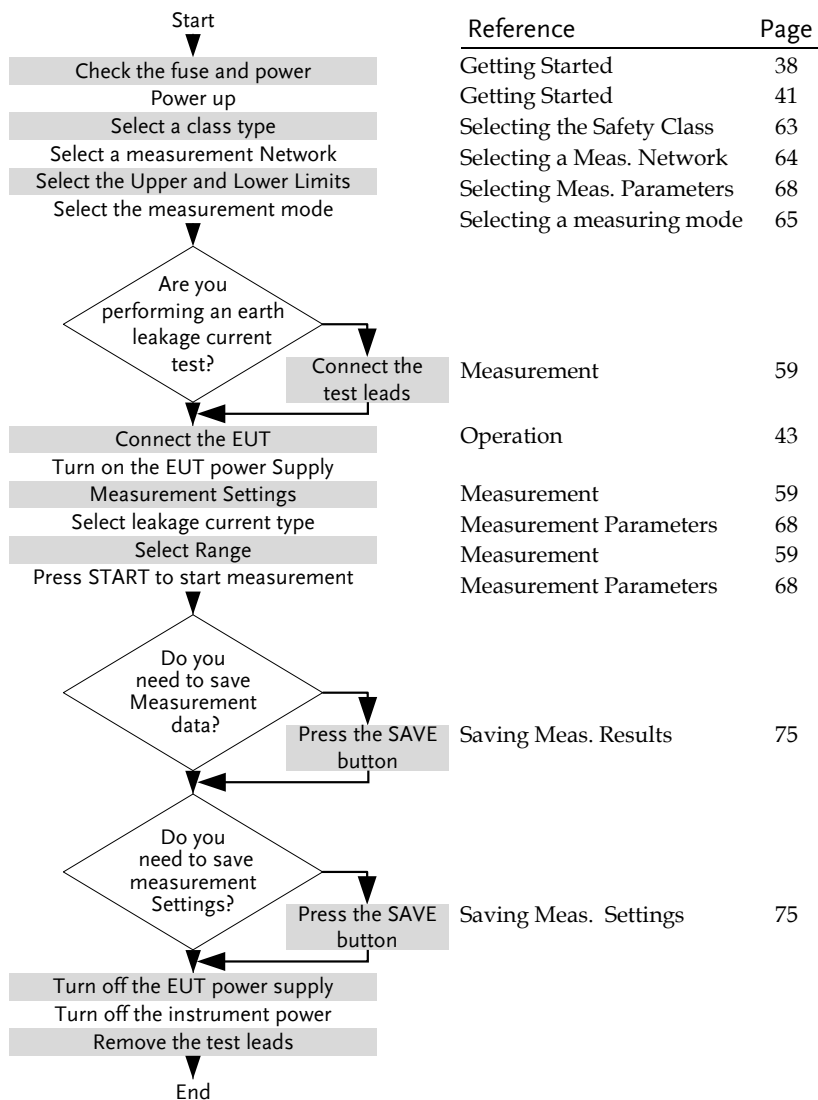 Start
Reference Page
Check the fuse and power Getting Started 38
Power up Getting Started 41
Select a class type Selecting the Safety Class 63
Select a measurement Network Selecting a Meas. Network 64
Select the Upper and Lower Limits Selecting Meas. Parameters 68
Select the measurement mode Selecting a measuring mode 65
Are you
performing an earth
leakage current
test?
Connect the Measurement 59
test leads
Connect the EUT Operation 43
Turn on the EUT power Supply
Measurement Settings Measurement 59
Select leakage current type Measurement Parameters 68
Select Range Measurement 59
Press START to start measurement Measurement Parameters 68
Do you
need to save
Measurement
data?
Press the SAVE Saving Meas. Results 75
button
Do you
need to save
measurement
Settings?
Press the SAVE Saving Meas. Settings 75
button
Turn off the EUT power supply
Turn off the instrument power
Remove the test leads
End